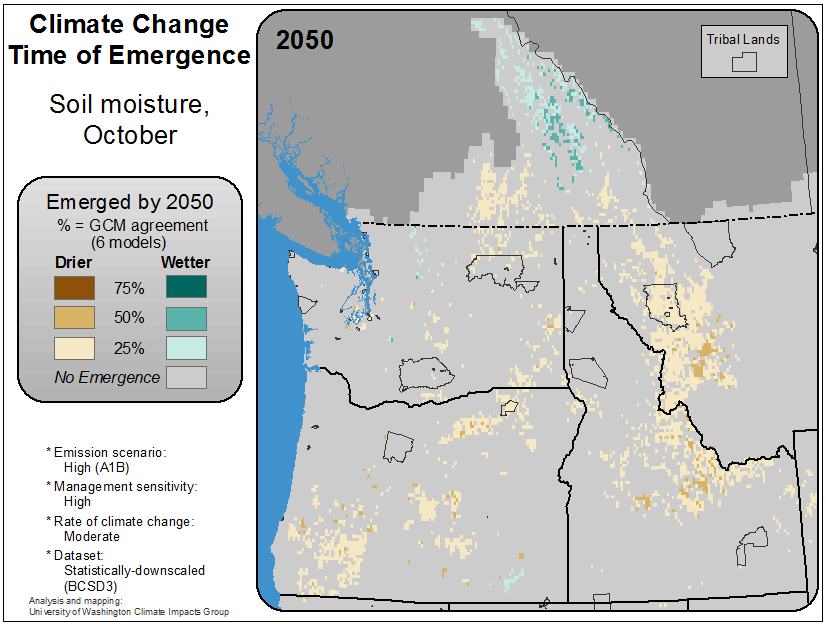 Climate Change
Time of Emergence
Soil moisture,
October
Emerged by 2050
% = GCM agreement
(6 models)
Drier Wetter
75%
50%
25%
No Emergence
* Emission scenario:
High (A1B)
* Management sensitivity:
High
* Rate of climate change:
Moderate
* Dataset:
Statistically-downscaled
(BCSD3)
Analysis and mapping:
University of Washington Climate Impacts Group
2050
Tribal Lands